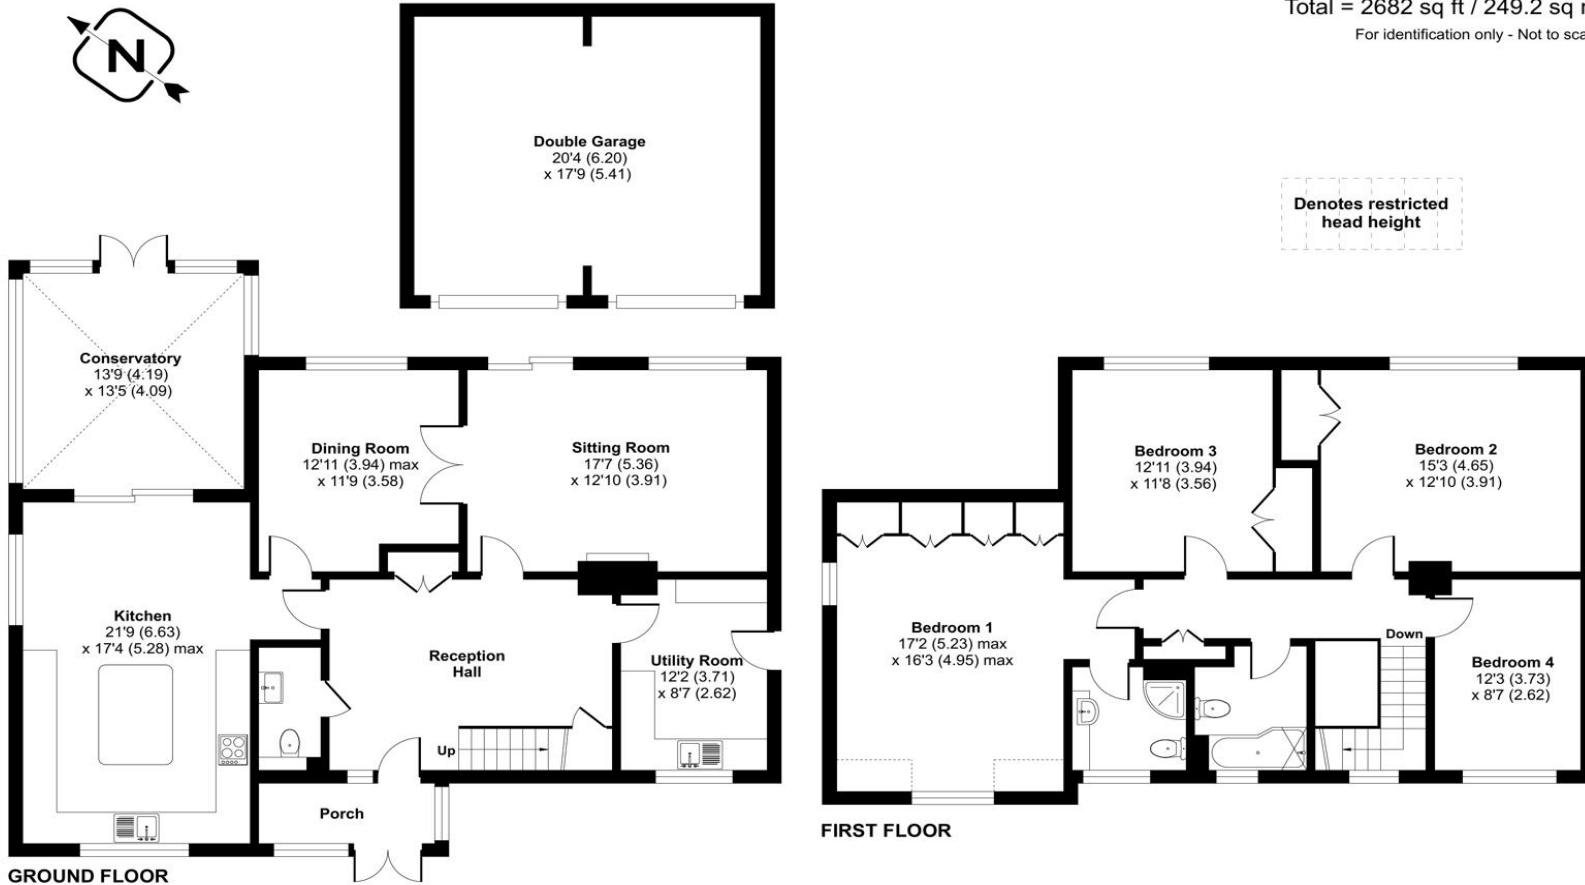 Total = 2682 sq ft / 249.2 sq
For identification only - Not to sca
N
Double Garage
20'4 (6.20)
x 17'9 (5.41)
Denotes restricted
head height
Conservatory
13'9 (4.19)
x 13'5 (4.09)
Dining Room
12'11 (3.94) max
x 11'9 (3.58)
Sitting Room
17'7 (5.36)
x 12'10 (3.91)
Kitchen
21'9 (6.63)
x 17'4 (5.28) max
Reception
Hall
Utility Room
12'2 (3.71)
x 8'7 (2.62)
Up
Porch
GROUND FLOOR
Bedroom 3
12'11 (3.94)
x 11'8 (3.56)
Bedroom 2
15'3 (4.65)
x 12'10 (3.91)
Bedroom 1
17'2 (5.23) max
x 16'3 (4.95) max
Down
Bedroom 4
12'3 (3.73)
x 8'7 (2.62)
FIRST FLOOR